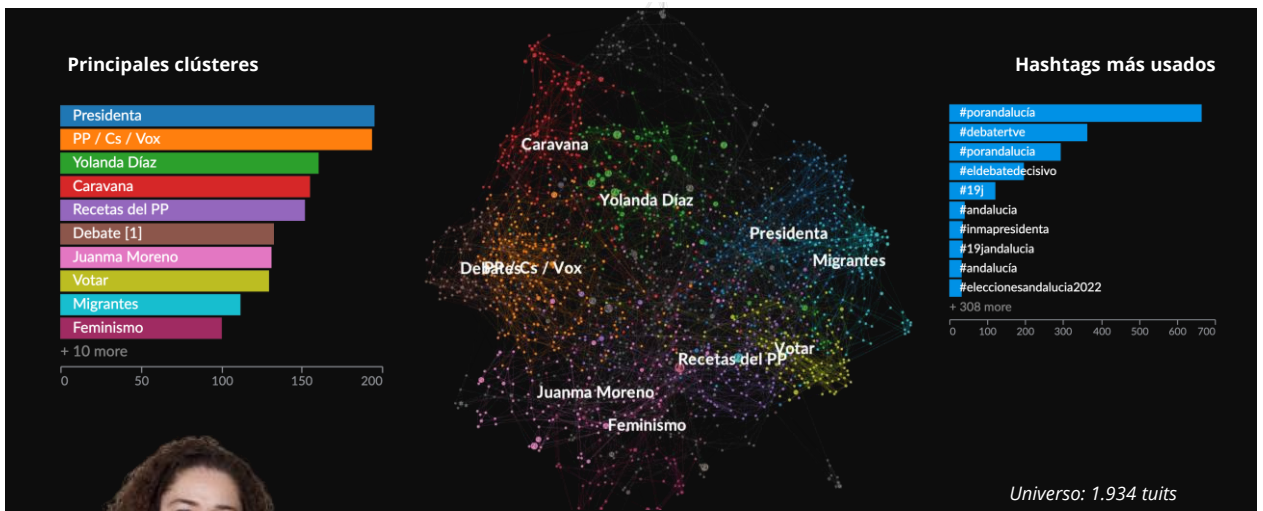 Principales clústeres
Presidenta
PP / Cs / Vox
Yolanda Díaz
Caravana
Recetas del PP
Debate [1]
Juanma Moreno
Votar
Migrantes
Feminismo
+ 10 more
0 50 100 150 200
Caravana
Yolanda Díaz
Presidenta
Migrantes
Debates
PP / Cs / Vox
Votar
Recetas del PP
Juanma Moreno
Feminismo
Hashtags más usados
#porandalucía
#debatertve
#porandalucia
#eldebatedecisivo
#19j
#andalucia
#inmapresidenta
#19jandalucia
#andalucía
#eleccionesandalucia2022
+ 308 more
0 100 200 300 400 500 600 700
Universo: 1.934 tuits